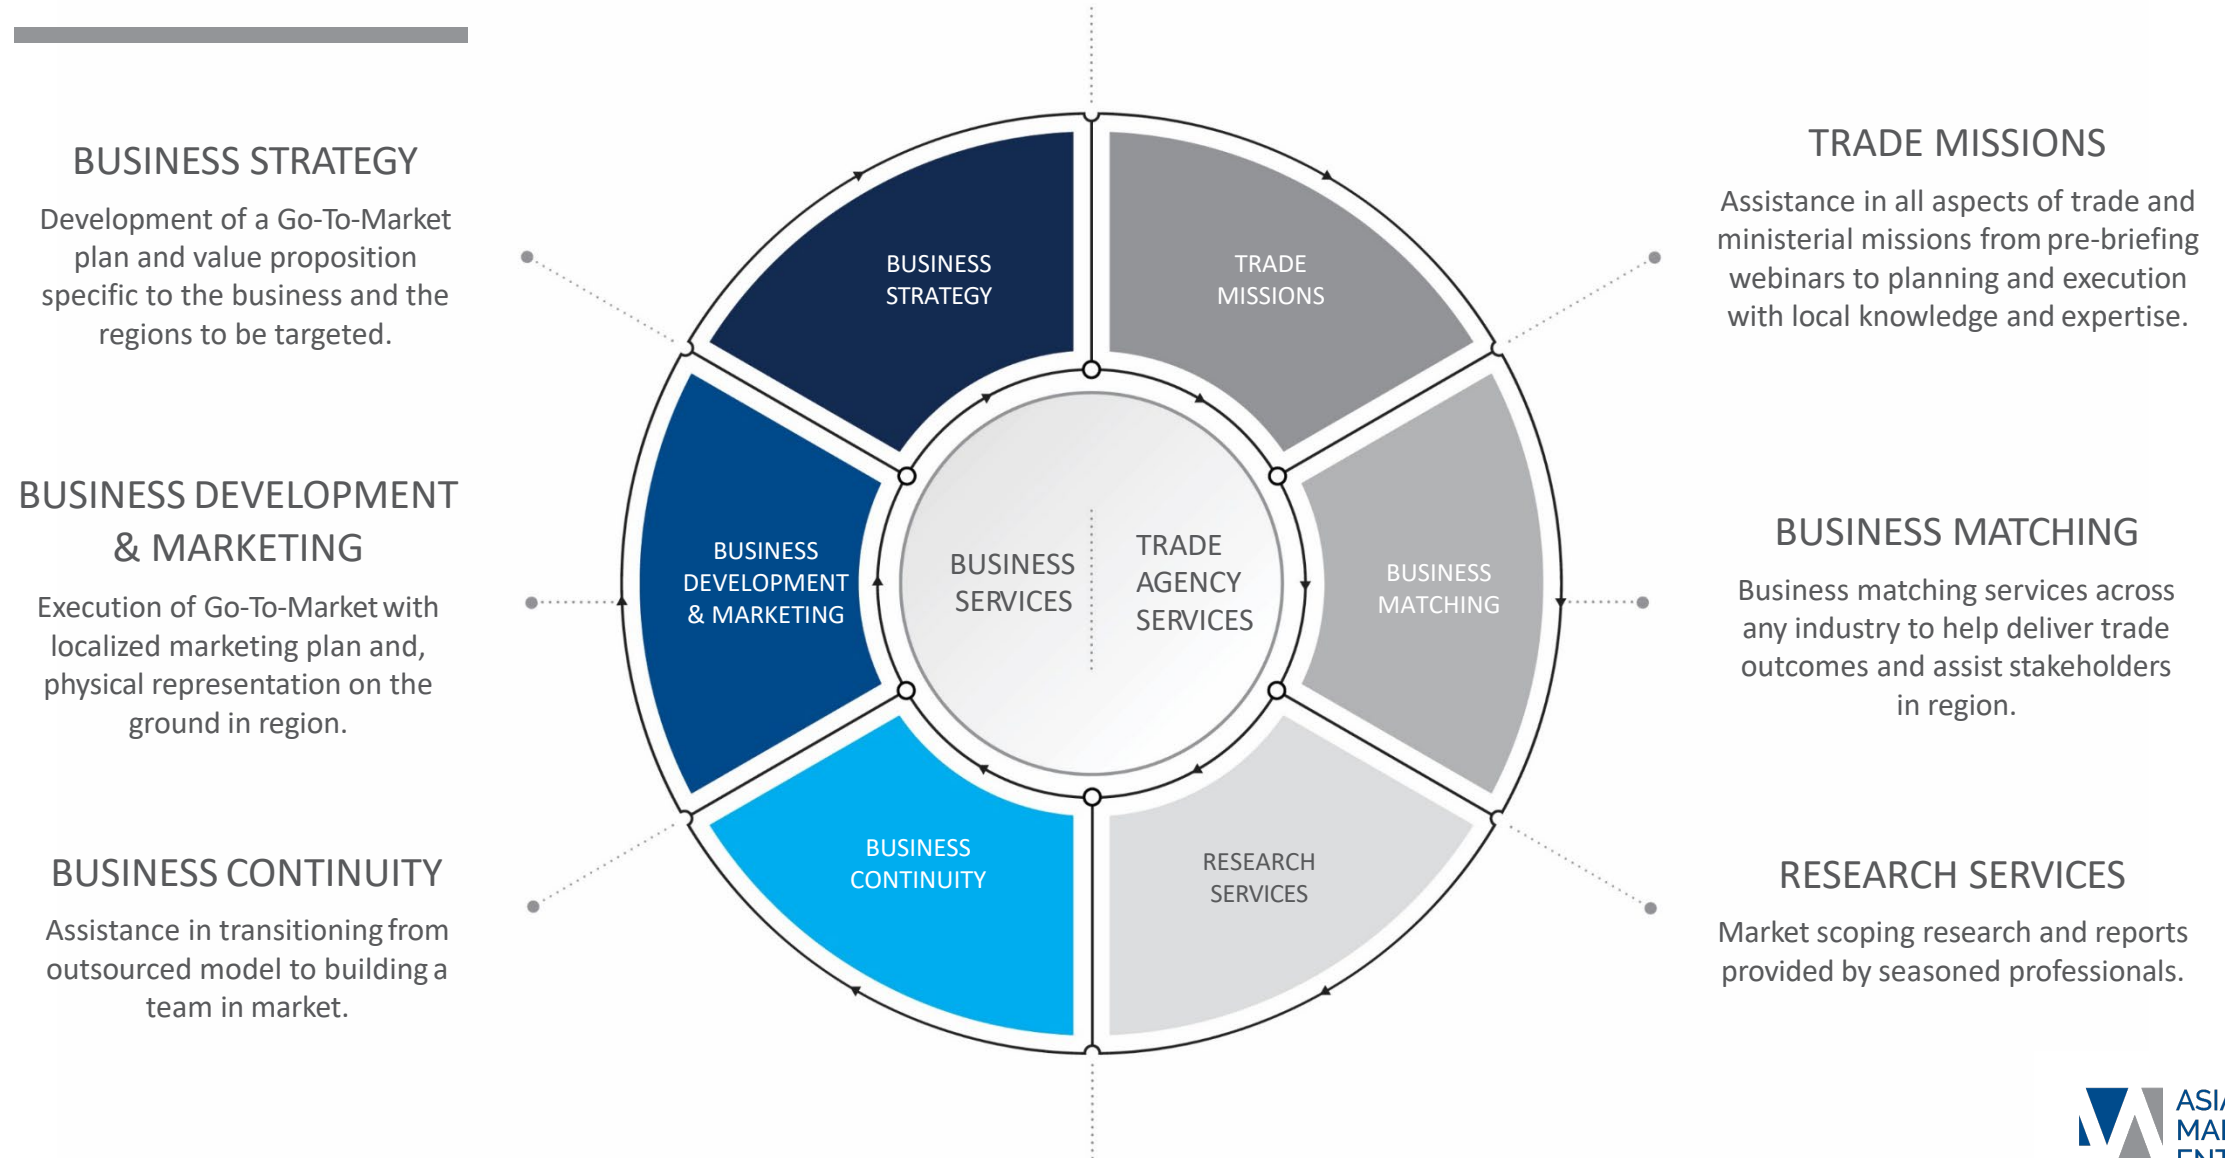 BUSINESS STRATEGY
Development of a Go-To-Market
plan and value proposition
specific to the business and the
regions to be targeted.
BUSINESS DEVELOPMENT
& MARKETING
Execution of Go-To-Market with
localized marketing plan and,
physical representation on the
ground in region.
BUSINESS CONTINUITY
Assistance in transitioning from
outsourced model to building a
team in market.
BUSINESS
STRATEGY
TRADE
MISSIONS
BUSINESS
DEVELOPMENT
& MARKETING
BUSINESS
SERVICES
TRADE
AGENCY
SERVICES
BUSINESS
MATCHING
BUSINESS
CONTINUITY
RESEARCH
SERVICES
TRADE MISSIONS
Assistance in all aspects of trade and
ministerial missions from pre-briefing
webinars to planning and execution
with local knowledge and expertise.
BUSINESS MATCHING
Business matching services across
any industry to help deliver trade
outcomes and assist stakeholders
in region.
RESEARCH SERVICES
Market scoping research and reports
provided by seasoned professionals.